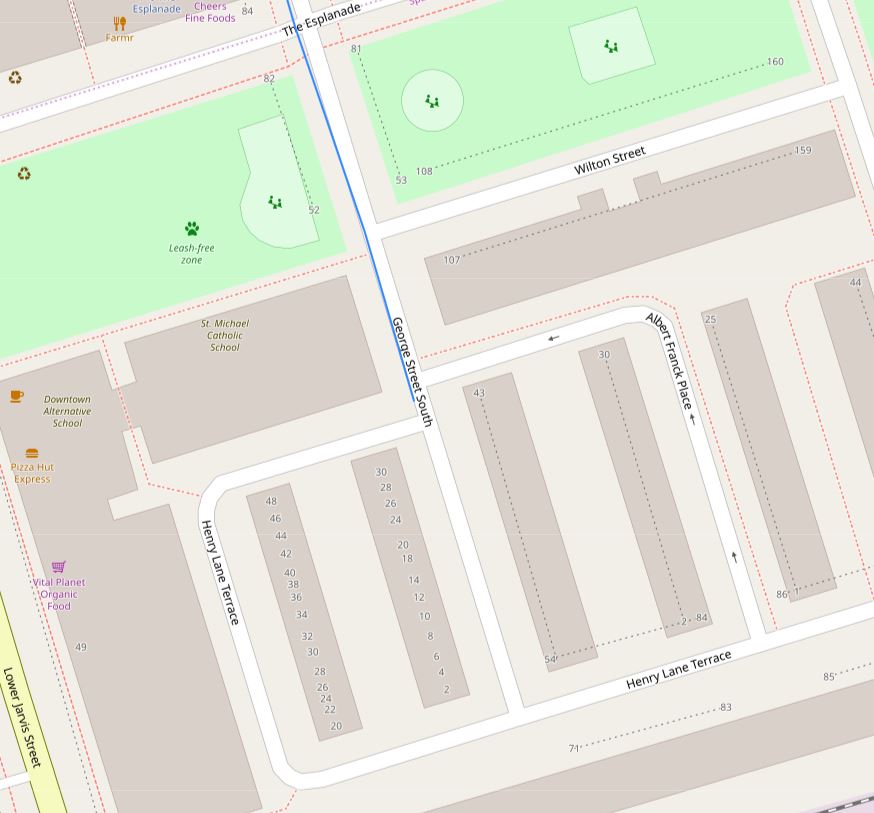 Esplanade
Cheers
Fine Foods
84
Farmr
The Esplanade
81
82
160
108
53
52
Wilton Street
159
Leash-free
zone
107
44
St. Michael
Catholic
School
George Street South
Albert Franck Place
25
30
43
Downtown
Alternative
School
Pizza Hut
Express
30
28
26
24
20
18
14
12
10
8
6
4
2
48
46
44
42
40
38
36
34
32
30
28
26
24
22
20
Henry Lane Terrace
Vital Planet
Organic
Food
49
Lower Jarvis Street
86
1
2
84
54
Henry Lane Terrace
85
83
71